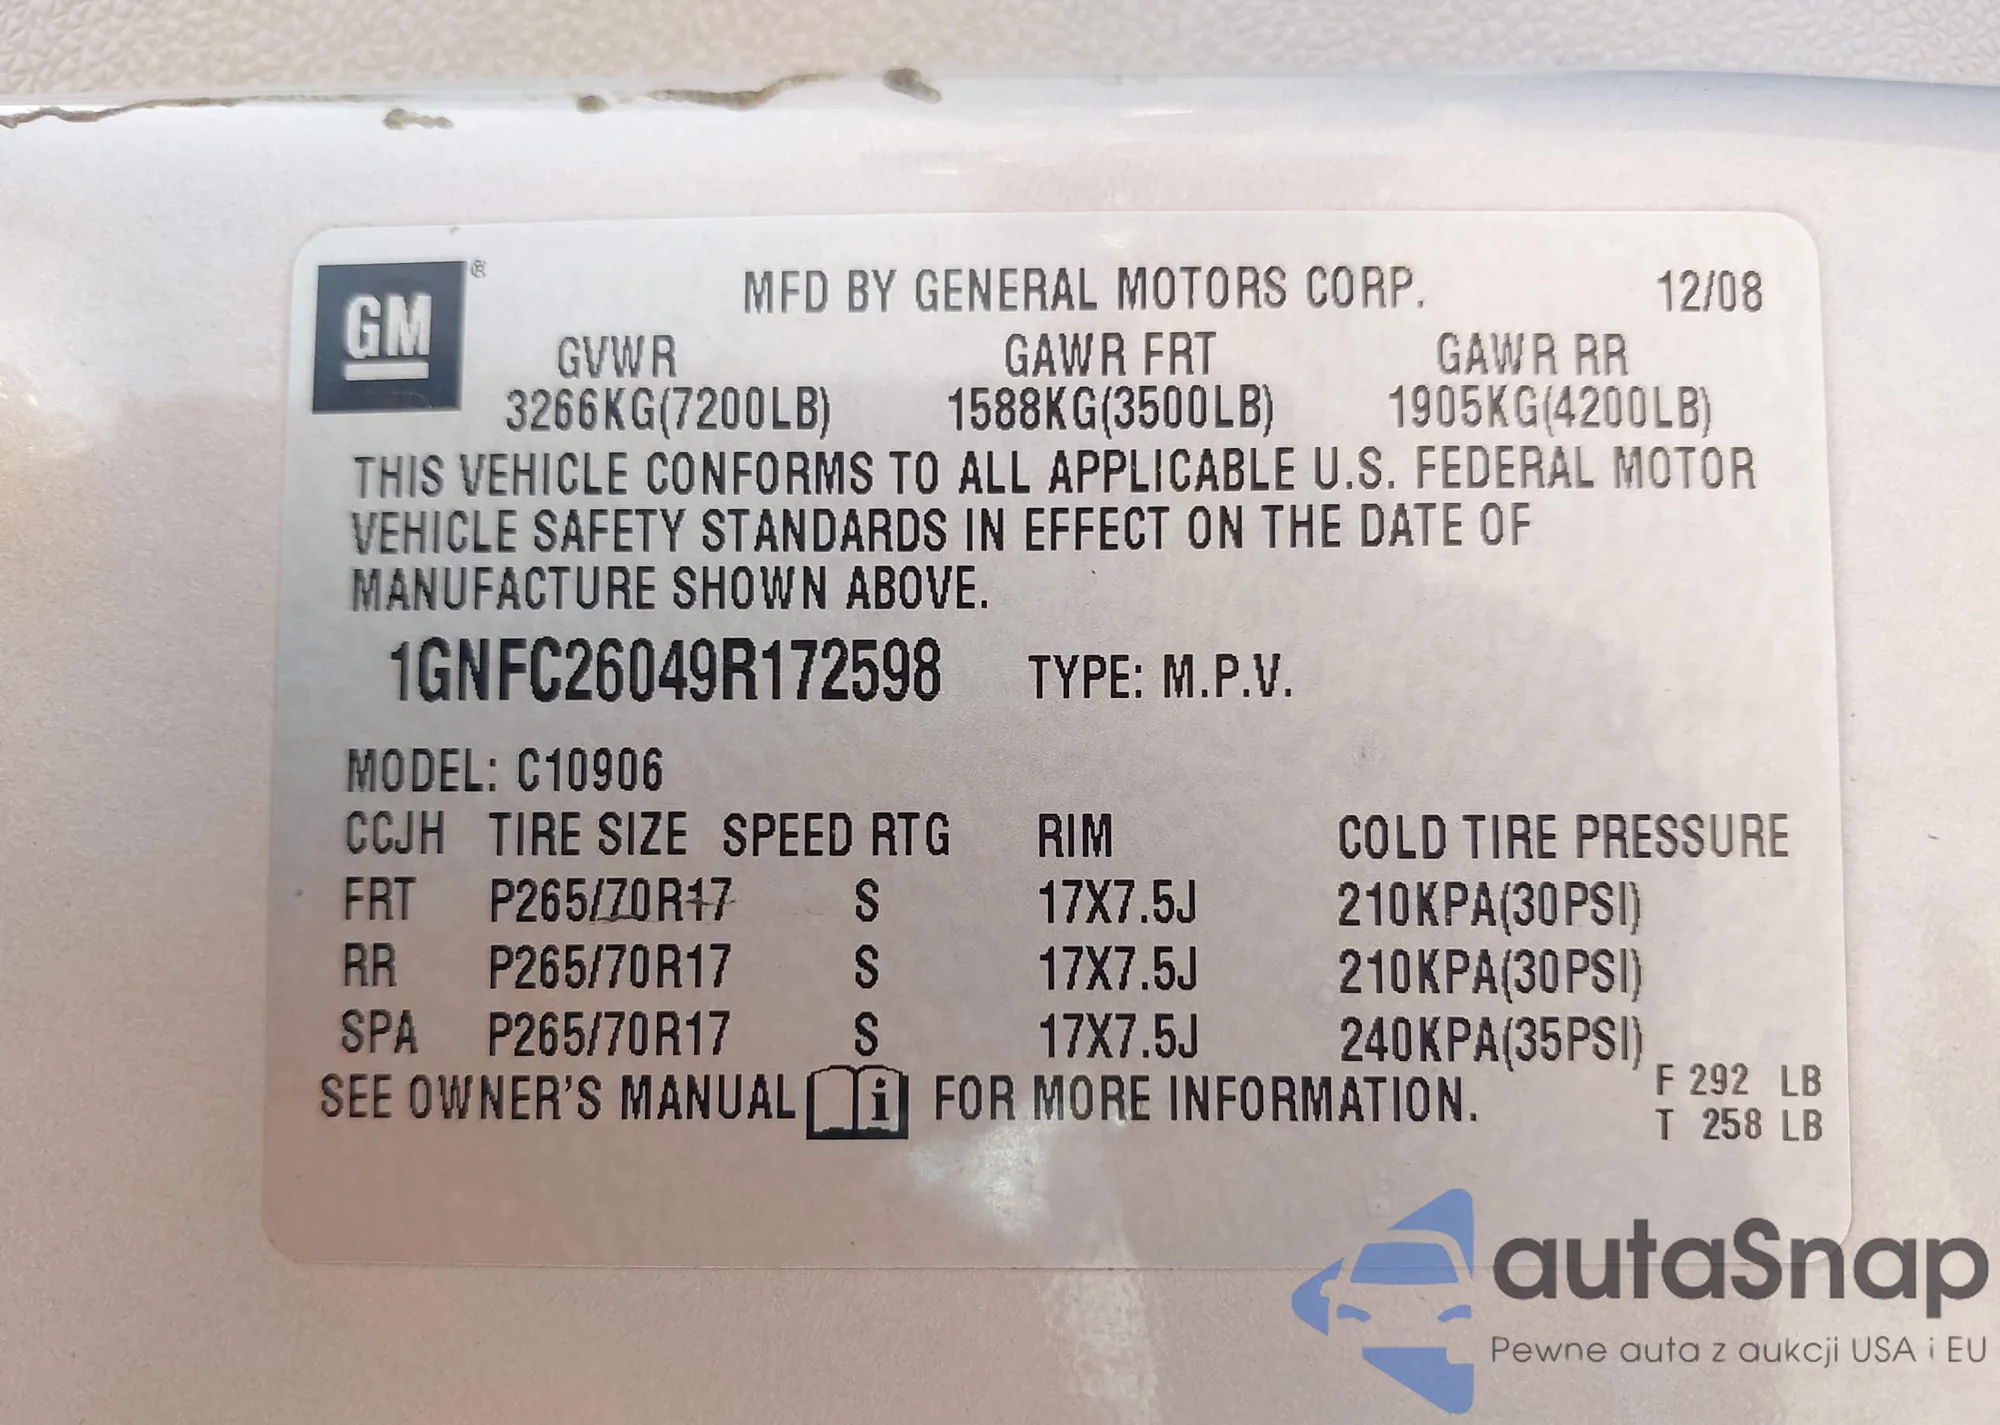 GM ®
MFD BY GENERAL MOTORS CORP. 12/08
GVWR GAWR FRT GAWR RR
3266KG(7200LB) 1588KG(3500LB) 1905KG(4200LB)
THIS VEHICLE CONFORMS TO ALL APPLICABLE U.S. FEDERAL MOTOR
VEHICLE SAFETY STANDARDS IN EFFECT ON THE DATE OF
MANUFACTURE SHOWN ABOVE.
1GNFC26049R172598 TYPE: M.P.V.
MODEL: C10906
CCJH TIRE SIZE SPEED RTG RIM COLD TIRE PRESSURE
FRT P265/70R17 S 17X7.5J 210KPA(30PSI)
RR P265/70R17 S 17X7.5J 210KPA(30PSI)
SPA P265/70R17 S 17X7.5J 240KPA(35PSI)
SEE OWNER'S MANUAL i FOR MORE INFORMATION.
F 292 LB
T 258 LB
autaSnap
Pewne auta z aukcji USA i EU